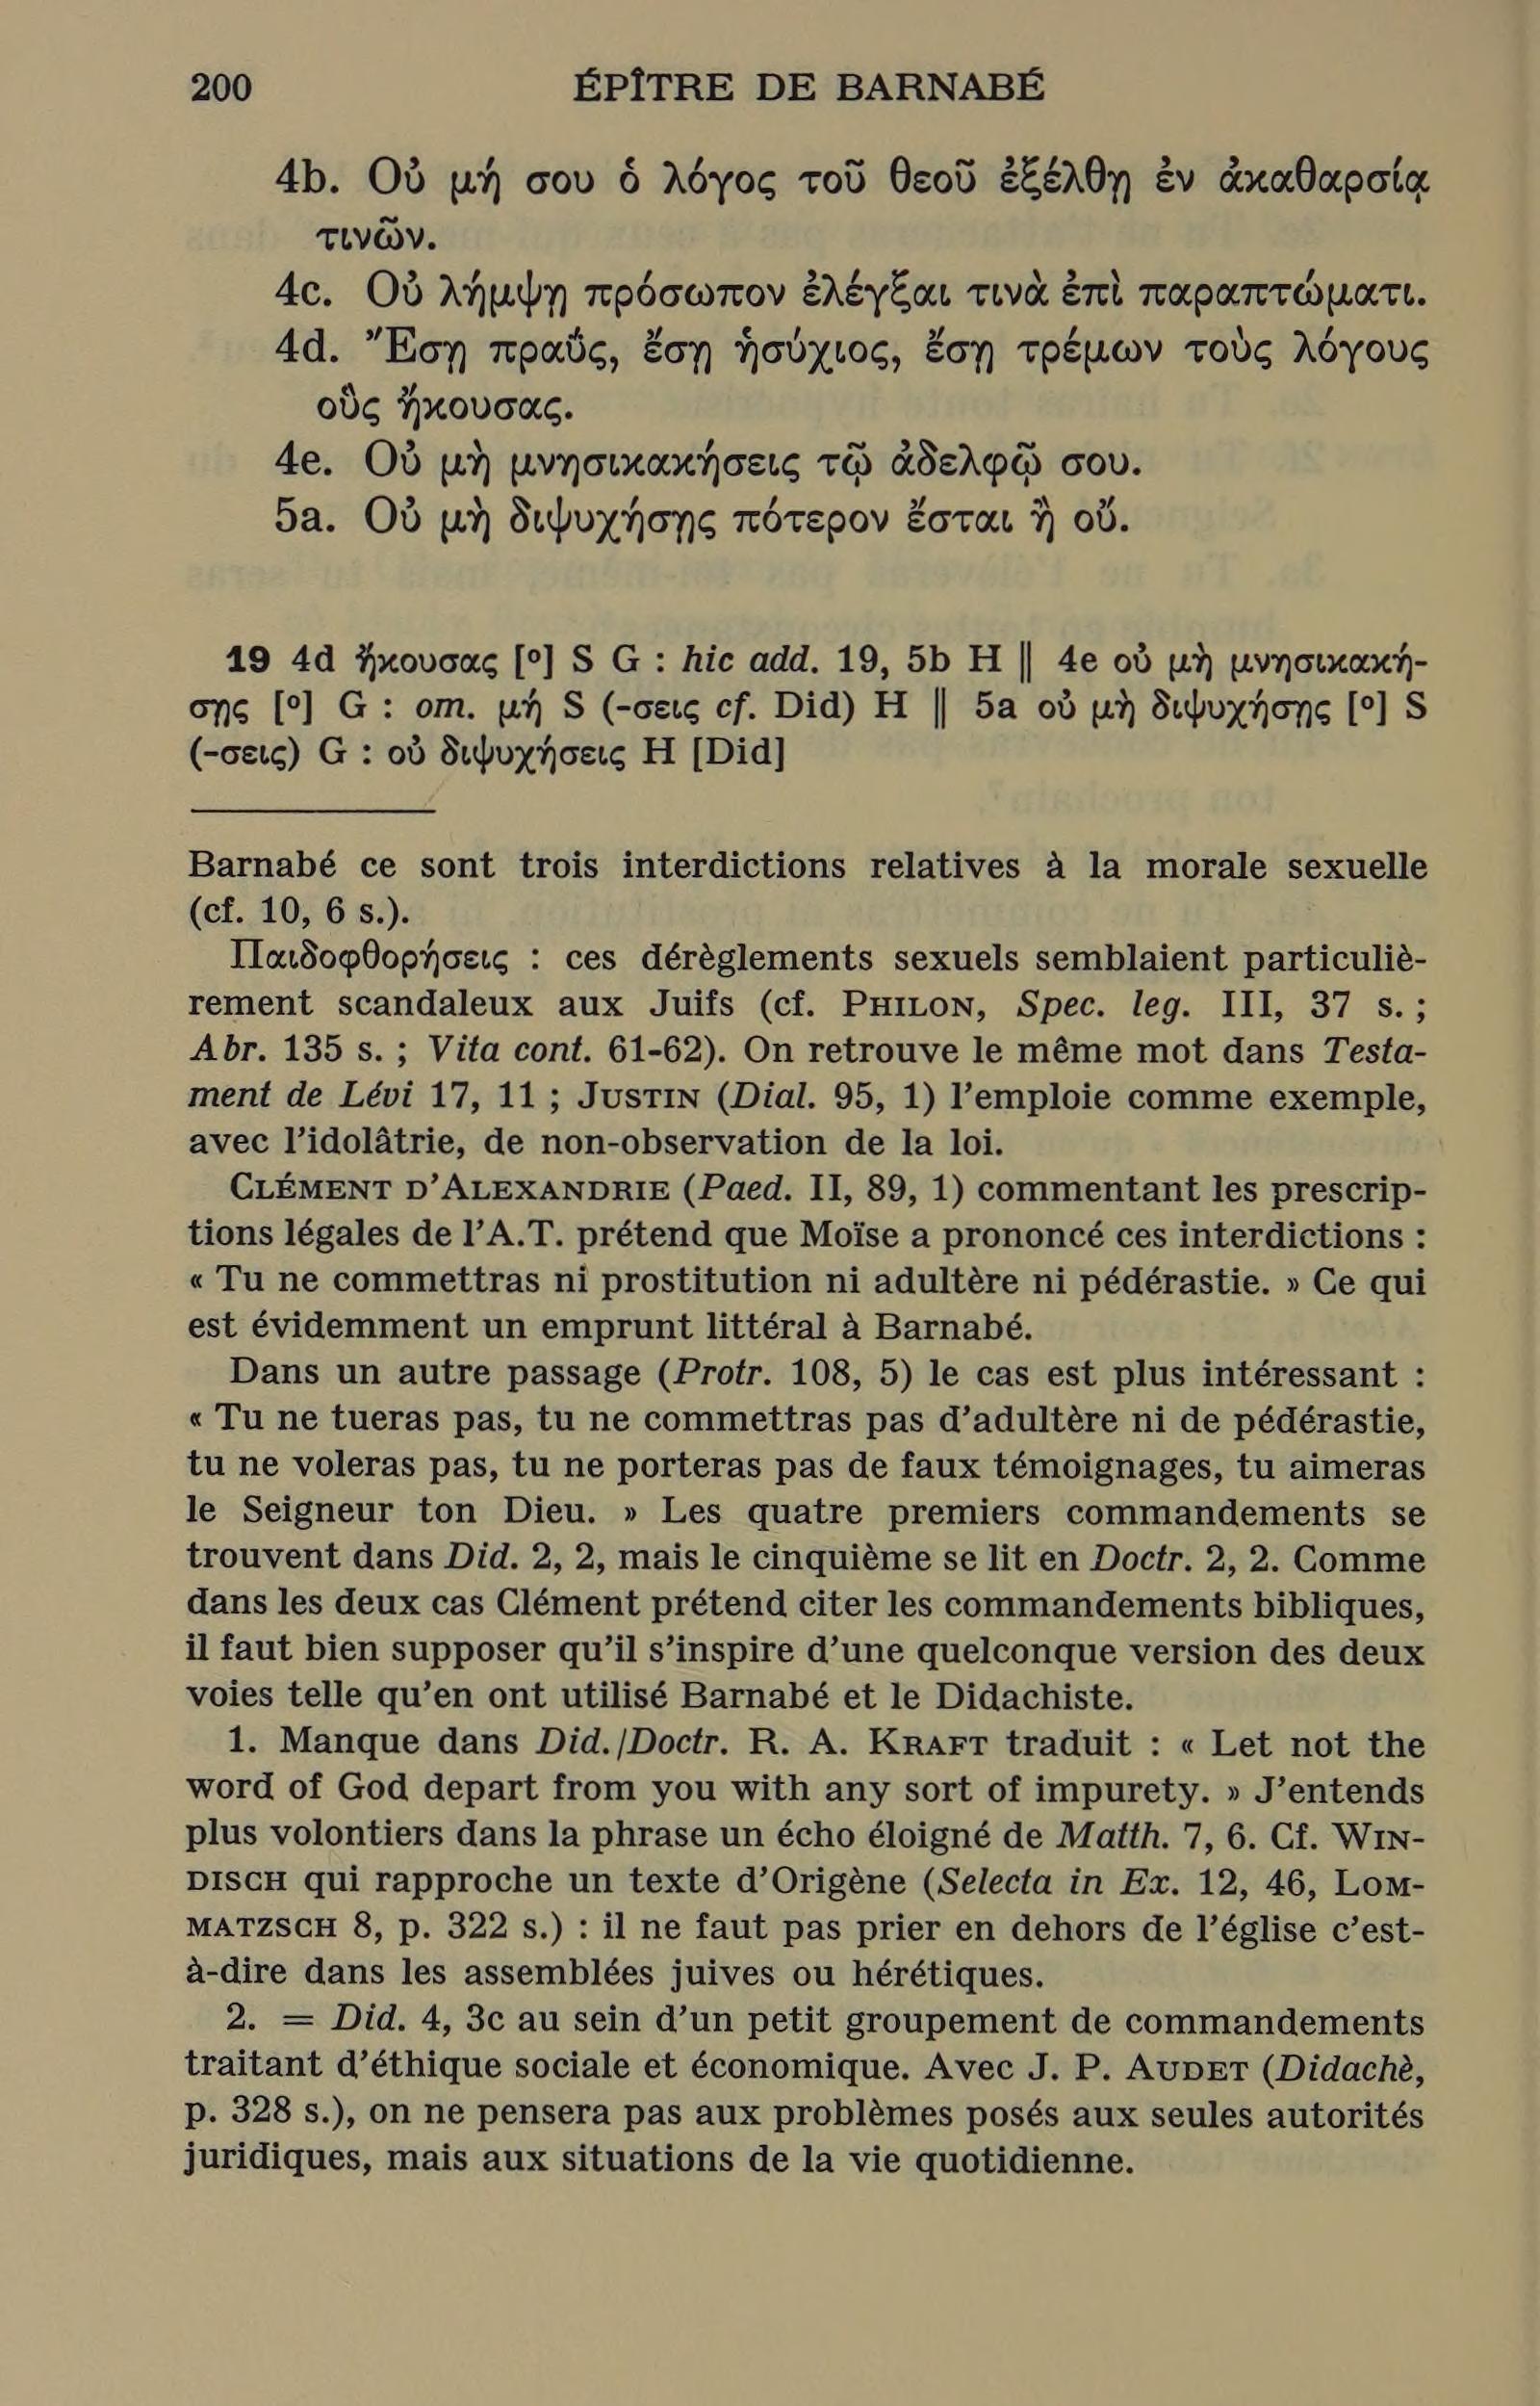 200 ÉPÎTRE DE BARNABÉ
4b. Οὐ μή σου ὁ λόγος τοῦ θεοῦ ἐξέλθῃ ἐν ἀκαθαρσίᾳ
τινῶν.
4c. Οὐ λήμψῃ πρόσωπον ἐλέγξαι τινὰ ἐπὶ παραπτώματι.
4d. Ἔσῃ πραΰς, ἔσῃ ἡσύχιος, ἔσῃ τρέμων τοὺς λόγους
οὓς ἤκουσας.
4e. Οὐ μὴ μνησικακήσεις τῷ ἀδελφῷ σου.
5a. Οὐ μὴ διψυχήσῃς πότερον ἔσται ἢ οὔ.
19 4d ἤκουσας [⁰] S G : hic add. 19, 5b H || 4e οὐ μὴ μνησικακή-
σῃς [⁰] G : om. μή S (-σεις cf. Did) H || 5a οὐ μὴ διψυχήσῃς [⁰] S
(-σεις) G : οὐ διψυχήσεις H [Did]
Barnabé ce sont trois interdictions relatives à la morale sexuelle
(cf. 10, 6 s.).
Παιδοφθορήσεις : ces dérèglements sexuels semblaient particuliè-
rement scandaleux aux Juifs (cf. PHILON, Spec. leg. III, 37 s. ;
Abr. 135 s. ; Vita cont. 61-62). On retrouve le même mot dans Testa-
ment de Lévi 17, 11 ; JUSTIN (Dial. 95, 1) l'emploie comme exemple,
avec l'idolâtrie, de non-observation de la loi.
CLÉMENT D'ALEXANDRIE (Paed. II, 89, 1) commentant les prescrip-
tions légales de l'A.T. prétend que Moïse a prononcé ces interdictions :
« Tu ne commettras ni prostitution ni adultère ni pédérastie. » Ce qui
est évidemment un emprunt littéral à Barnabé.
Dans un autre passage (Protr. 108, 5) le cas est plus intéressant :
« Tu ne tueras pas, tu ne commettras pas d'adultère ni de pédérastie,
tu ne voleras pas, tu ne porteras pas de faux témoignages, tu aimeras
le Seigneur ton Dieu. » Les quatre premiers commandements se
trouvent dans Did. 2, 2, mais le cinquième se lit en Doctr. 2, 2. Comme
dans les deux cas Clément prétend citer les commandements bibliques,
il faut bien supposer qu'il s'inspire d'une quelconque version des deux
voies telle qu'en ont utilisé Barnabé et le Didachiste.
1. Manque dans Did./Doctr. R. A. KRAFT traduit : « Let not the
word of God depart from you with any sort of impurety. » J'entends
plus volontiers dans la phrase un écho éloigné de Matth. 7, 6. Cf. WIN-
DISCH qui rapproche un texte d'Origène (Selecta in Ex. 12, 46, LOM-
MATZSCH 8, p. 322 s.) : il ne faut pas prier en dehors de l'église c'est-
à-dire dans les assemblées juives ou hérétiques.
2. = Did. 4, 3c au sein d'un petit groupement de commandements
traitant d'éthique sociale et économique. Avec J. P. AUDET (Didachè,
p. 328 s.), on ne pensera pas aux problèmes posés aux seules autorités
juridiques, mais aux situations de la vie quotidienne.